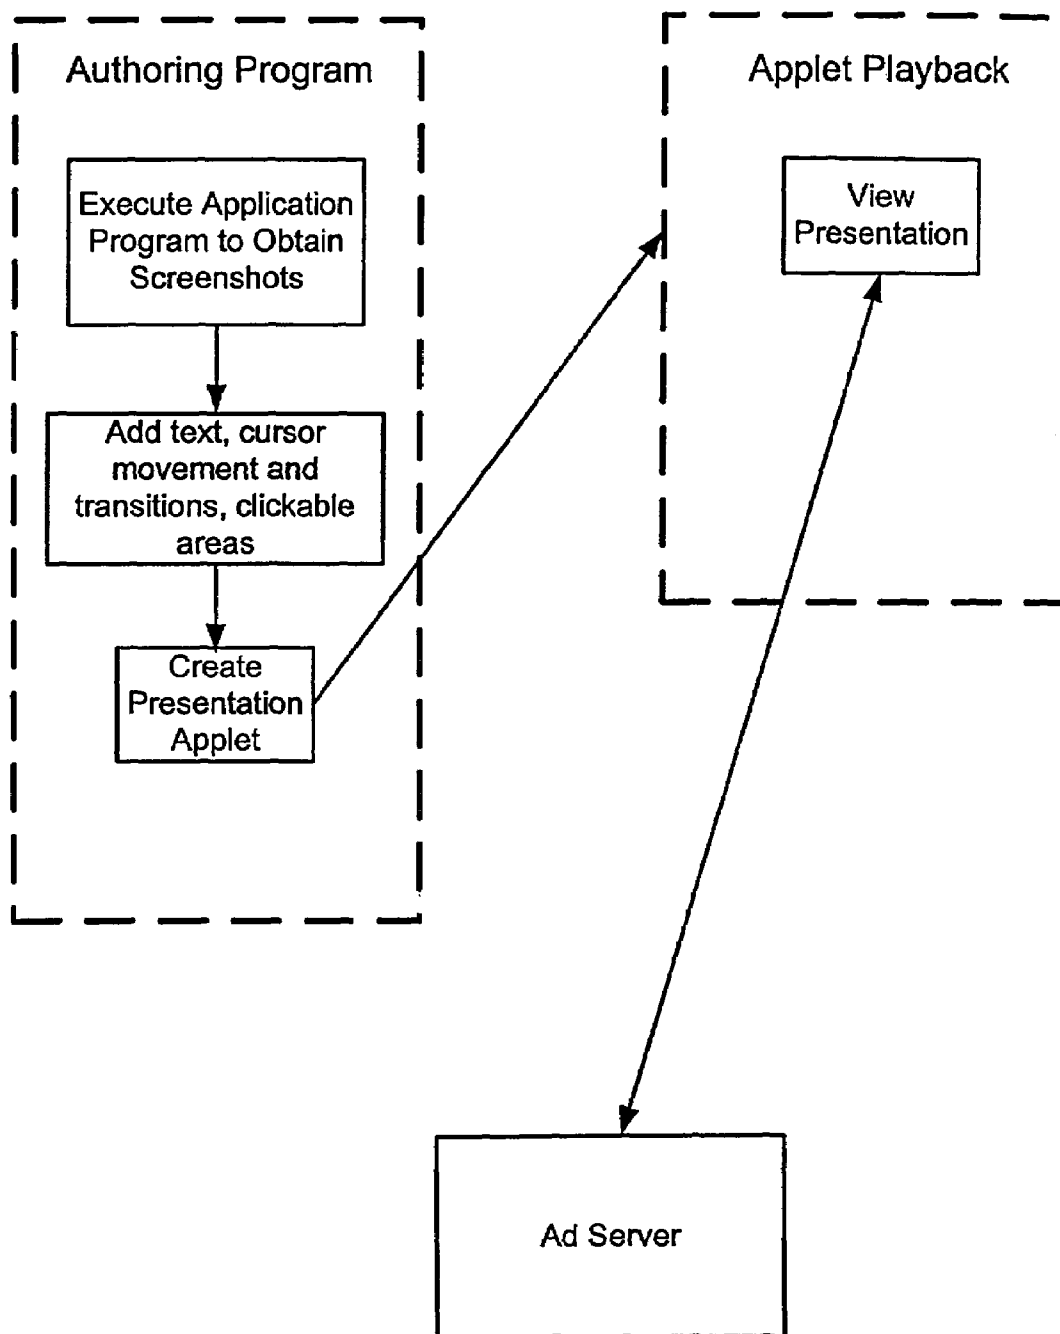 Authoring Program
Execute Application
Program to Obtain
Screenshots
Add text, cursor
movement and
transitions, clickable
areas
Create
Presentation
Applet
Applet Playback
View
Presentation
Ad Server